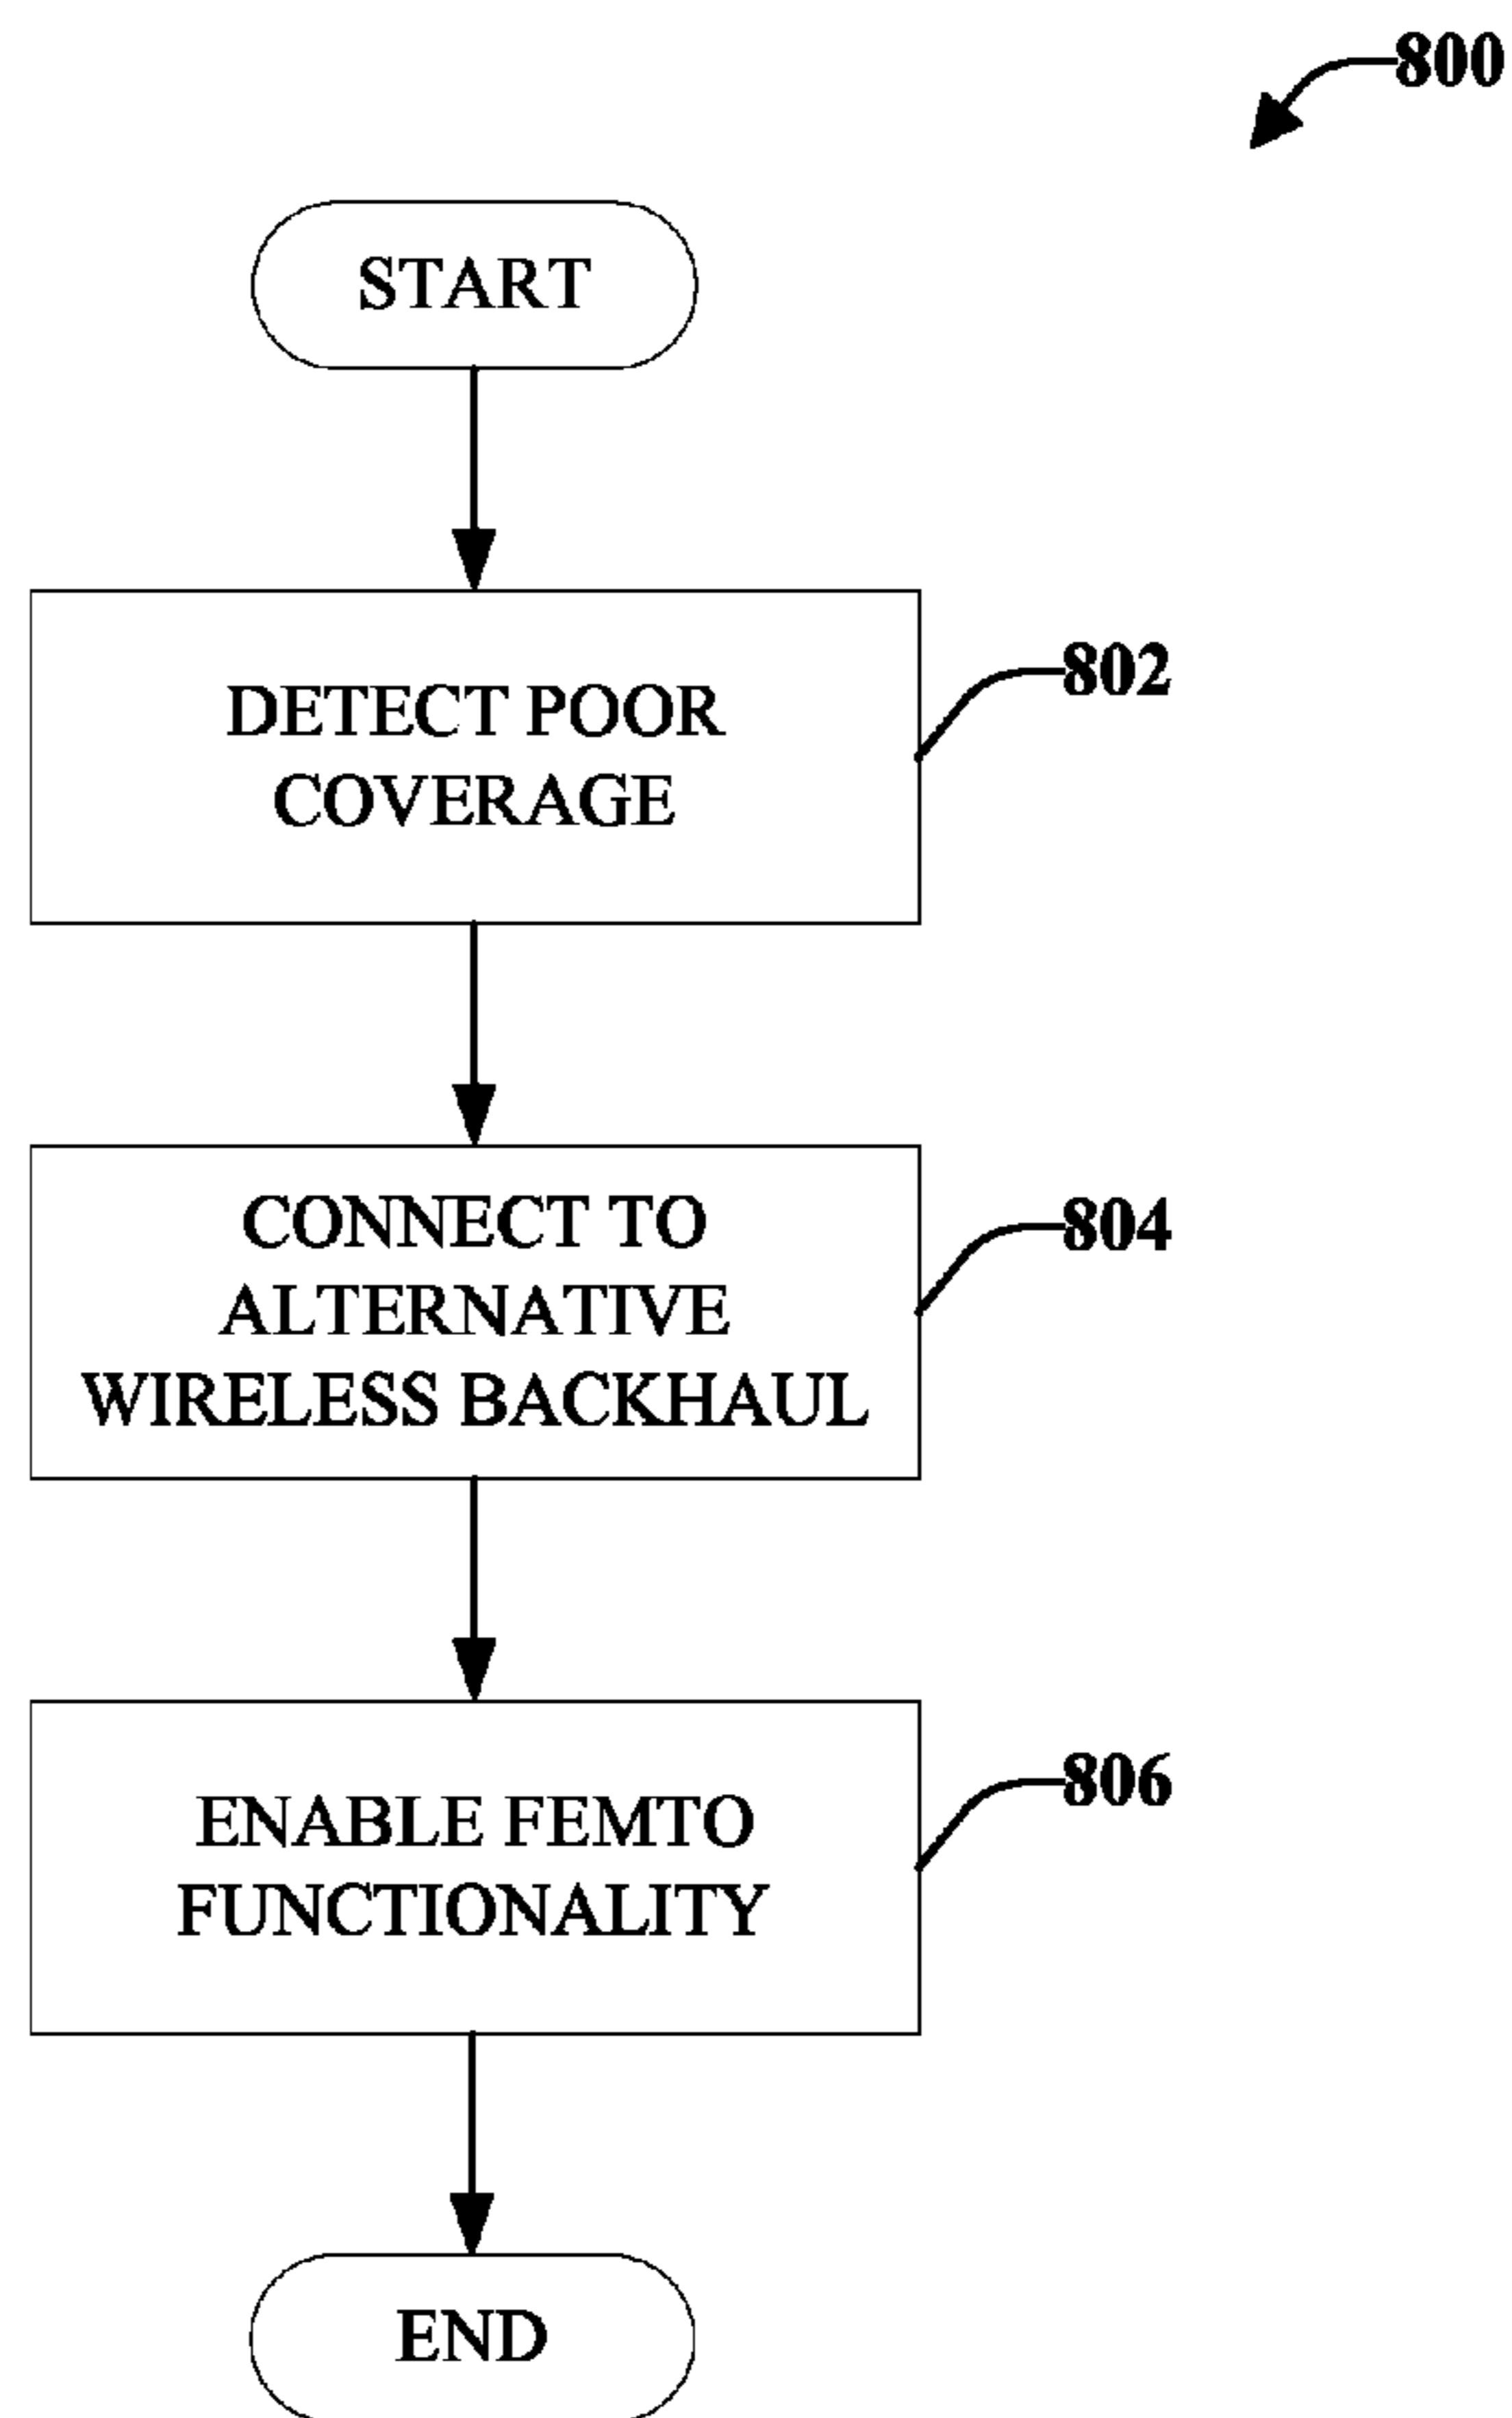 800
START
DETECT POOR
COVERAGE
802
CONNECT TO
ALTERNATIVE
WIRELESS BACKHAUL
804
ENABLE FEMTO
FUNCTIONALITY
806
END